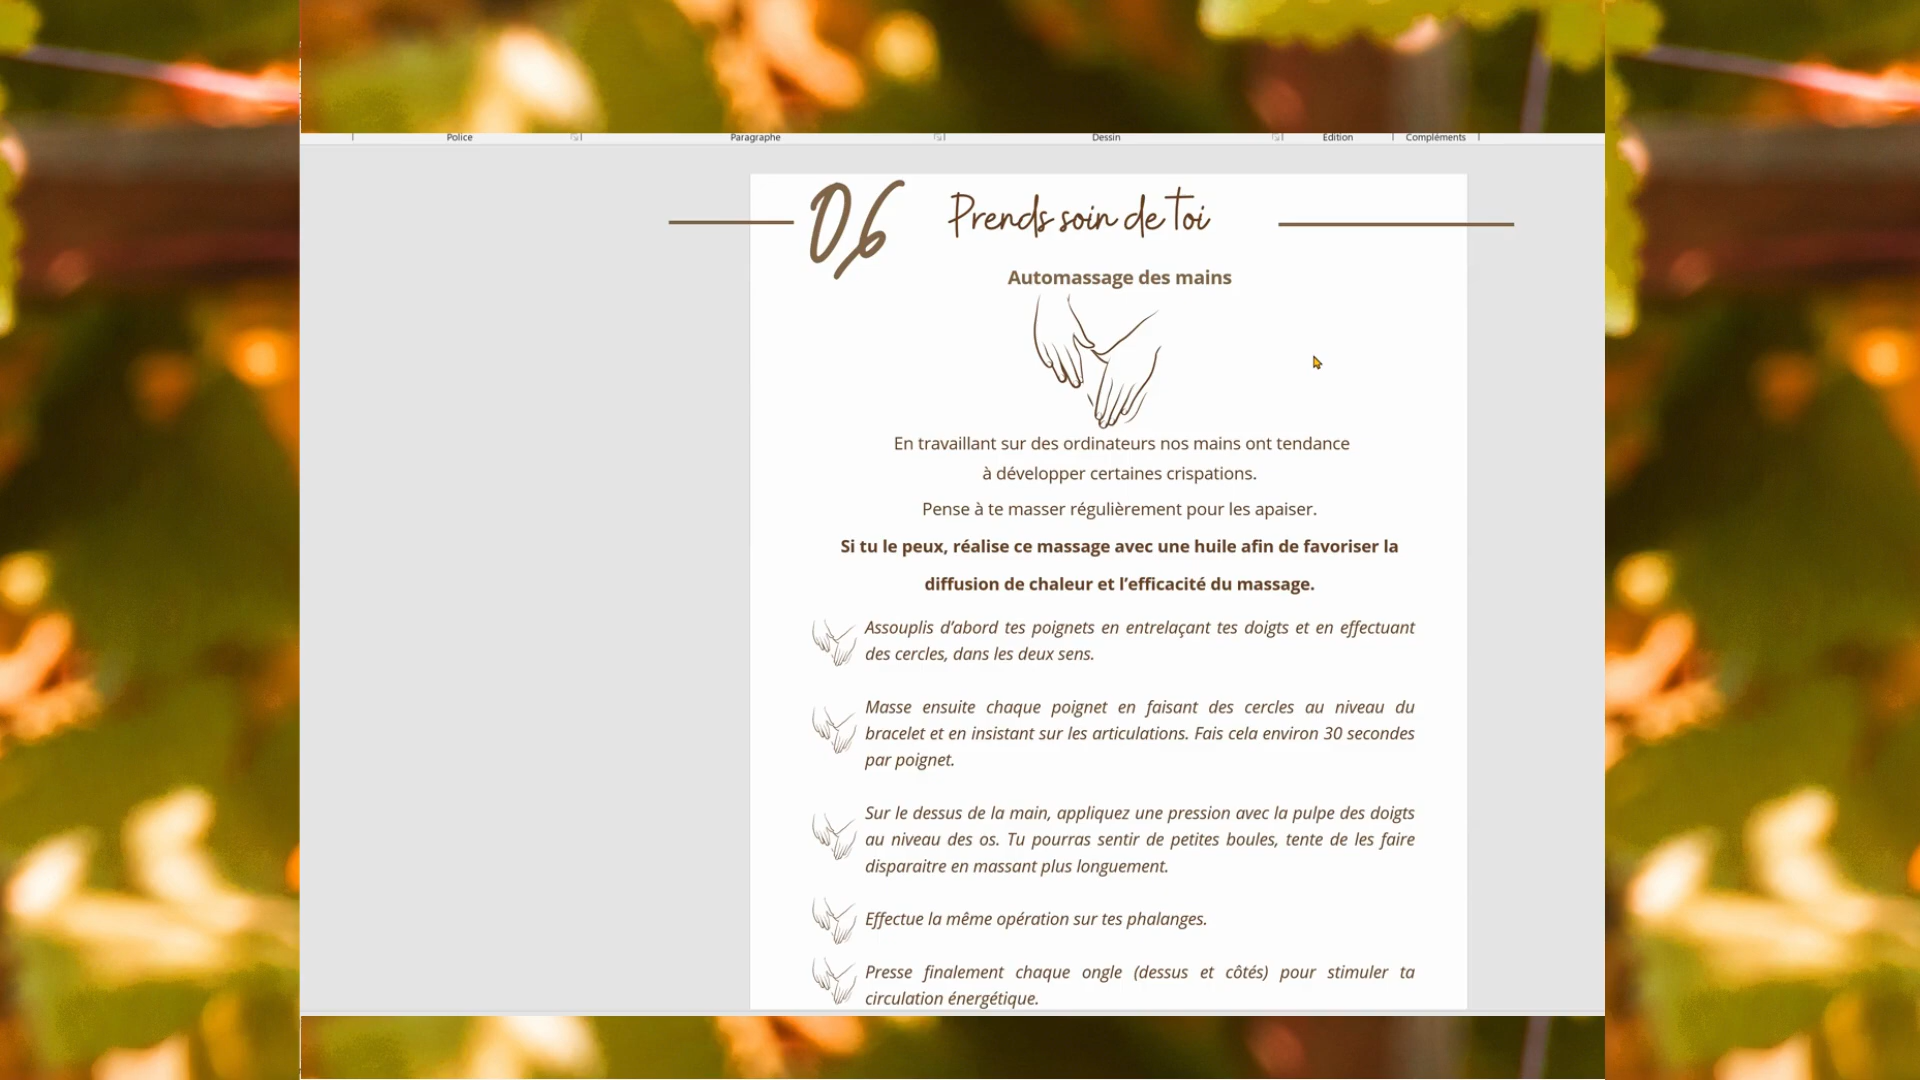 Police Paragraphe Dessin Édition Compléments
06 Prends soin de toi
Automassage des mains
En travaillant sur des ordinateurs nos mains ont tendance
à développer certaines crispations.
Pense à te masser régulièrement pour les apaiser.
Si tu le peux, réalise ce massage avec une huile afin de favoriser la
diffusion de chaleur et l’efficacité du massage.
Assouplis d’abord tes poignets en entrelaçant tes doigts et en effectuant
des cercles, dans les deux sens.
Masse ensuite chaque poignet en faisant des cercles au niveau du
bracelet et en insistant sur les articulations. Fais cela environ 30 secondes
par poignet.
Sur le dessus de la main, appliquez une pression avec la pulpe des doigts
au niveau des os. Tu pourras sentir de petites boules, tente de les faire
disparaitre en massant plus longuement.
Effectue la même opération sur tes phalanges.
Presse finalement chaque ongle (dessus et côtés) pour stimuler ta
circulation énergétique.